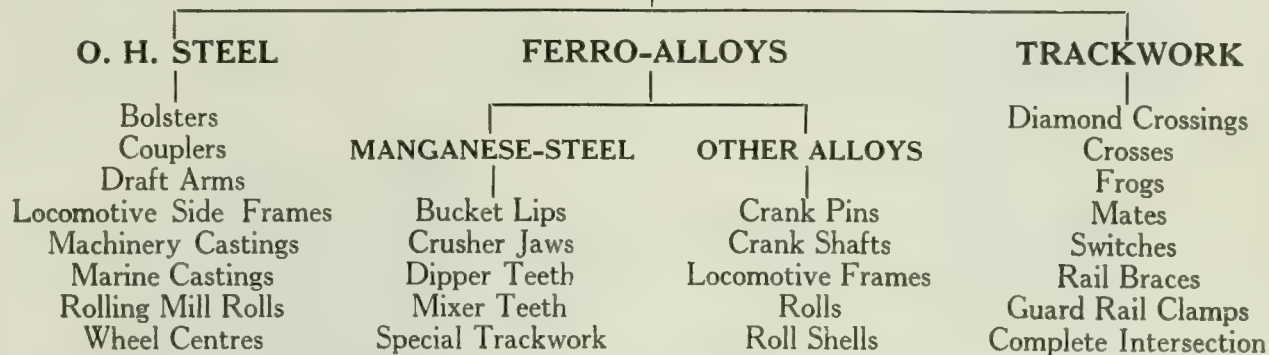 O. H. STEEL
Bolsters
Couplers
Draft Arms
Locomotive Side Frames
Machinery Castings
Marine Castings
Rolling Mill Rolls
Wheel Centres
FERRO-ALLOYS
MANGANESE-STEEL
Bucket Lips
Crusher Jaws
Dipper Teeth
Mixer Teeth
Special Trackwork
OTHER ALLOYS
Crank Pins
Crank Shafts
Locomotive Frames
Rolls
Roll Shells
TRACKWORK
Diamond Crossings
Crosses
Frogs
Mates
Switches
Rail Braces
Guard Rail Clamps
Complete Intersection